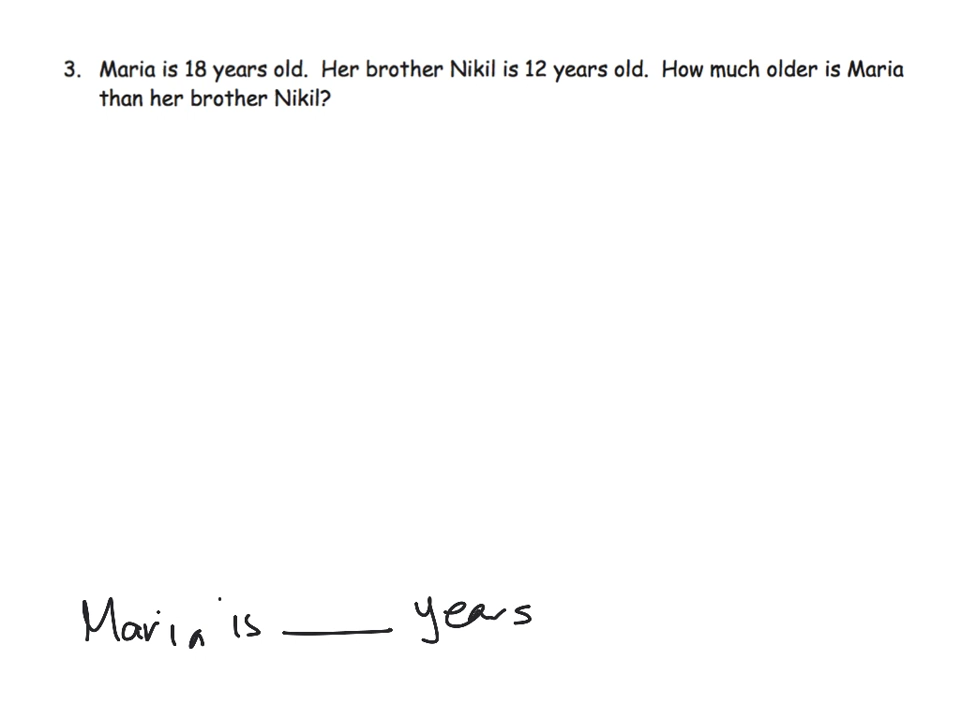 3. Maria is 18 years old. Her brother Nikil is 12 years old. How much older is Maria
than her brother Nikil?
Maria is ____ years